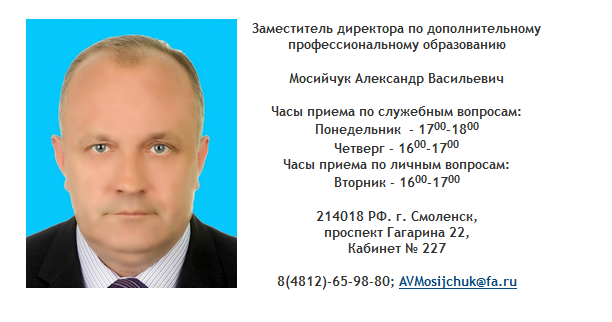 Заместитель директора по дополнительному
профессиональному образованию
Мосийчук Александр Васильевич
Часы приема по служебным вопросам:
Понедельник - 17⁰⁰-18⁰⁰
Четверг - 16⁰⁰-17⁰⁰
Часы приема по личным вопросам:
Вторник - 16⁰⁰-17⁰⁰
214018 РФ. г. Смоленск,
проспект Гагарина 22,
Кабинет № 227
8(4812)-65-98-80; AVMosijchuk@fa.ru